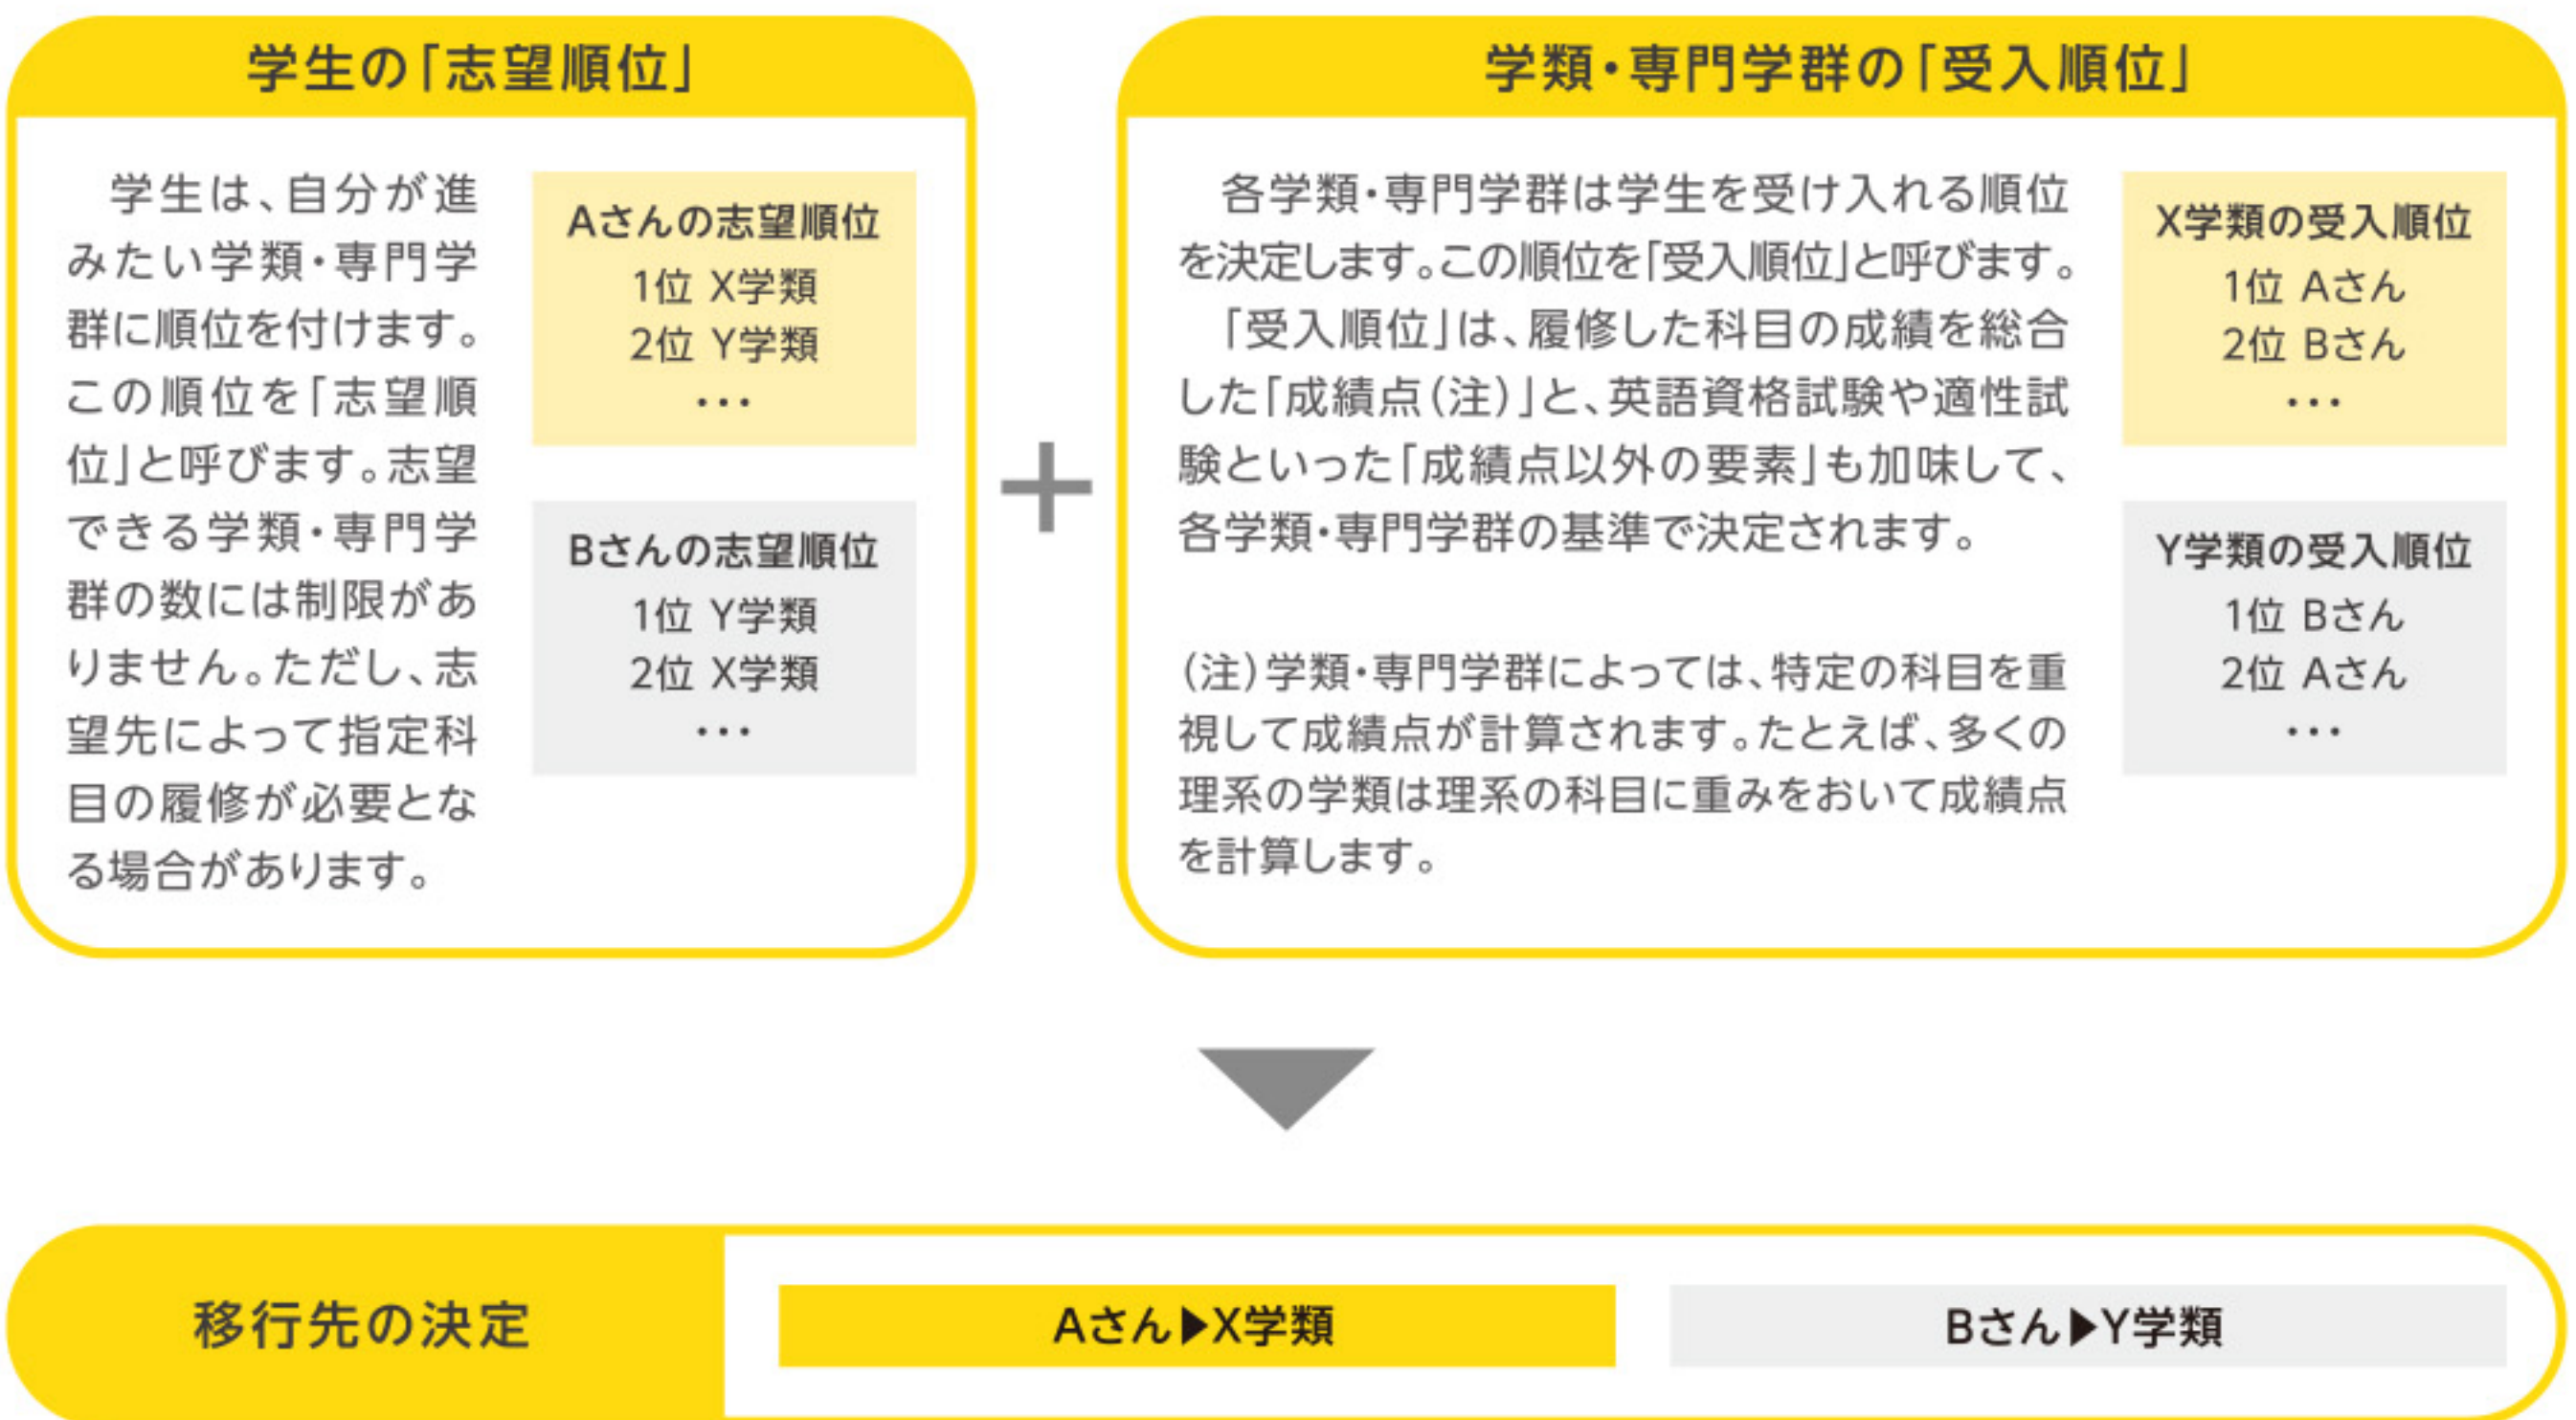 学生の「志望順位」
学生は、自分が進
みたい学類・専門学
群に順位を付けます。
この順位を「志望順
位」と呼びます。志望
できる学類・専門学
群の数には制限があ
りません。ただし、志
望先によって指定科
目の履修が必要とな
る場合があります。
Aさんの志望順位
1位 X学類
2位 Y学類
・・・
Bさんの志望順位
1位 Y学類
2位 X学類
・・・
＋
学類・専門学群の「受入順位」
各学類・専門学群は学生を受け入れる順位
を決定します。この順位を「受入順位」と呼びます。
「受入順位」は、履修した科目の成績を総合
した「成績点(注)」と、英語資格試験や適性試
験といった「成績点以外の要素」も加味して、
各学類・専門学群の基準で決定されます。
(注)学類・専門学群によっては、特定の科目を重
視して成績点が計算されます。たとえば、多くの
理系の学類は理系の科目に重みをおいて成績点
を計算します。
X学類の受入順位
1位 Aさん
2位 Bさん
・・・
Y学類の受入順位
1位 Bさん
2位 Aさん
・・・
移行先の決定
Aさん▶X学類
Bさん▶Y学類